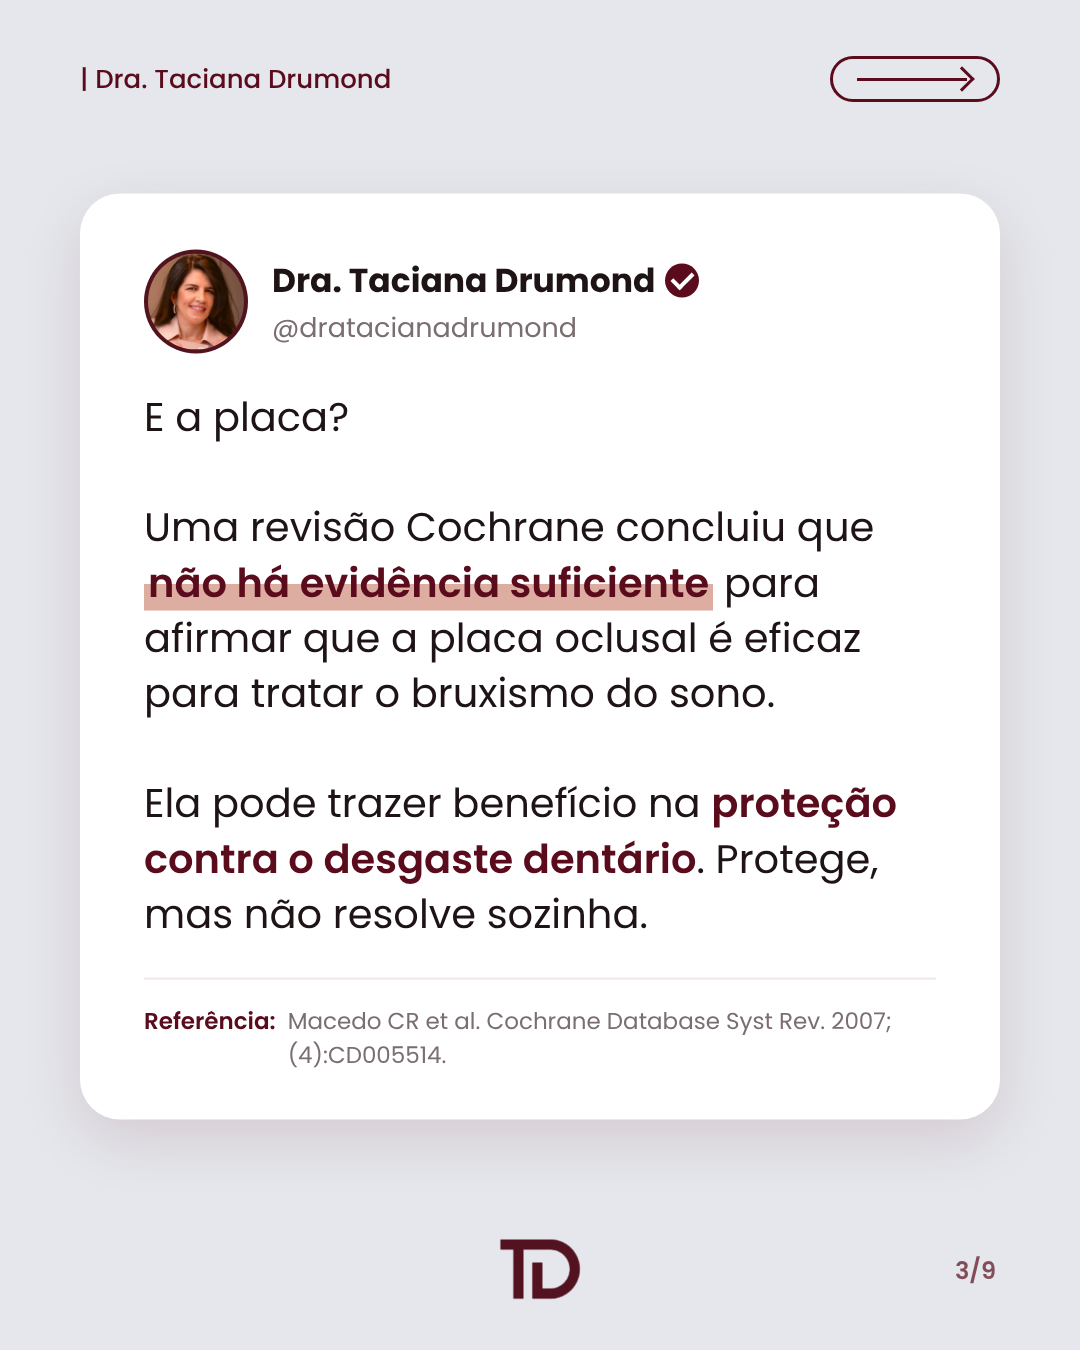 | Dra. Taciana Drumond
Dra. Taciana Drumond
@dratacianadrumond
E a placa?
Uma revisão Cochrane concluiu que
não há evidência suficiente para
afirmar que a placa oclusal é eficaz
para tratar o bruxismo do sono.
Ela pode trazer benefício na proteção
contra o desgaste dentário. Protege,
mas não resolve sozinha.
Referência: Macedo CR et al. Cochrane Database Syst Rev. 2007;
(4):CD005514.
TD
3/9